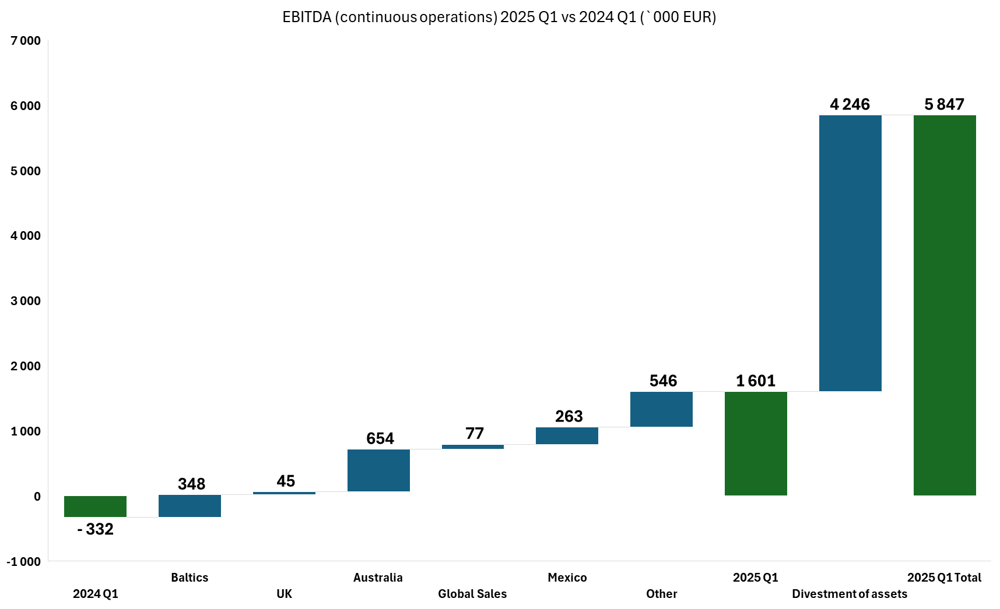 EBITDA (continuous operations) 2025 Q1 vs 2024 Q1 (`000 EUR)
7 000
6 000
5 000
4 000
3 000
2 000
1 000
0
-1 000
- 332
348
45
654
77
263
546
1 601
4 246
5 847
2024 Q1
Baltics
UK
Australia
Global Sales
Mexico
Other
2025 Q1
Divestment of assets
2025 Q1 Total